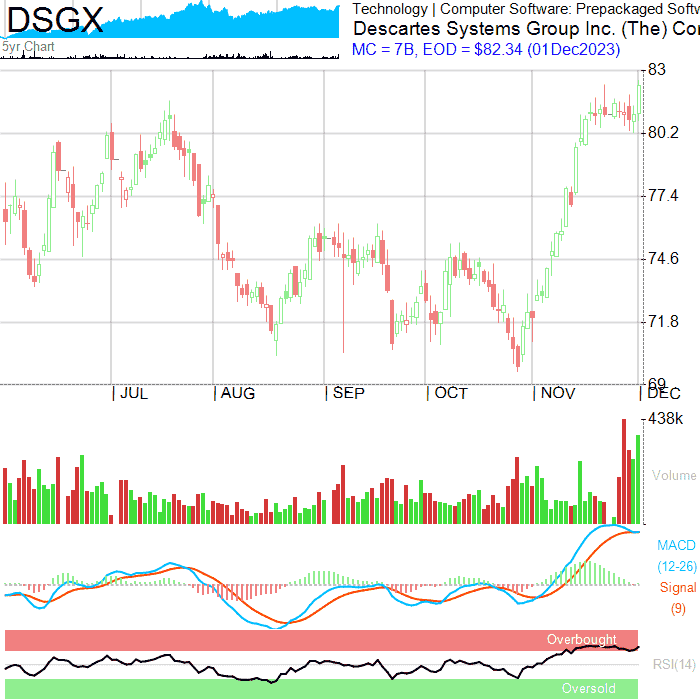 DSGX
5yr Chart
Technology | Computer Software: Prepackaged Softw
Descartes Systems Group Inc. (The) Co
MC = 7B, EOD = $82.34 (01Dec2023)
83
80.2
77.4
74.6
71.8
69
| JUL | AUG | SEP | OCT | NOV | DEC
438k
Volume
MACD
(12-26)
Signal
(9)
Overbought
RSI(14)
Oversold